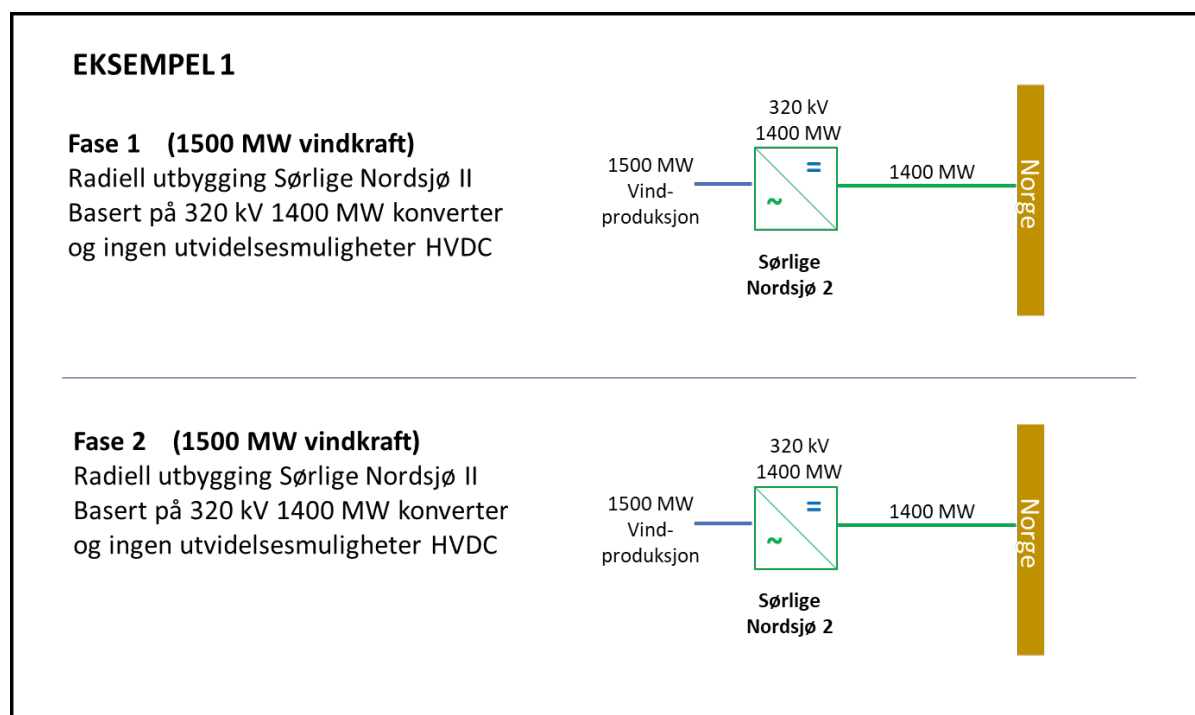 EKSEMPEL 1
Fase 1 (1500 MW vindkraft)
Radiell utbygging Sørlige Nordsjø II
Basert på 320 kV 1400 MW konverter
og ingen utvidelsesmuligheter HVDC
320 kV
1400 MW
1500 MW
Vind-
produksjon
=
~
1400 MW
Norge
Sørlige
Nordsjø 2
Fase 2 (1500 MW vindkraft)
Radiell utbygging Sørlige Nordsjø II
Basert på 320 kV 1400 MW konverter
og ingen utvidelsesmuligheter HVDC
320 kV
1400 MW
1500 MW
Vind-
produksjon
=
~
1400 MW
Norge
Sørlige
Nordsjø 2